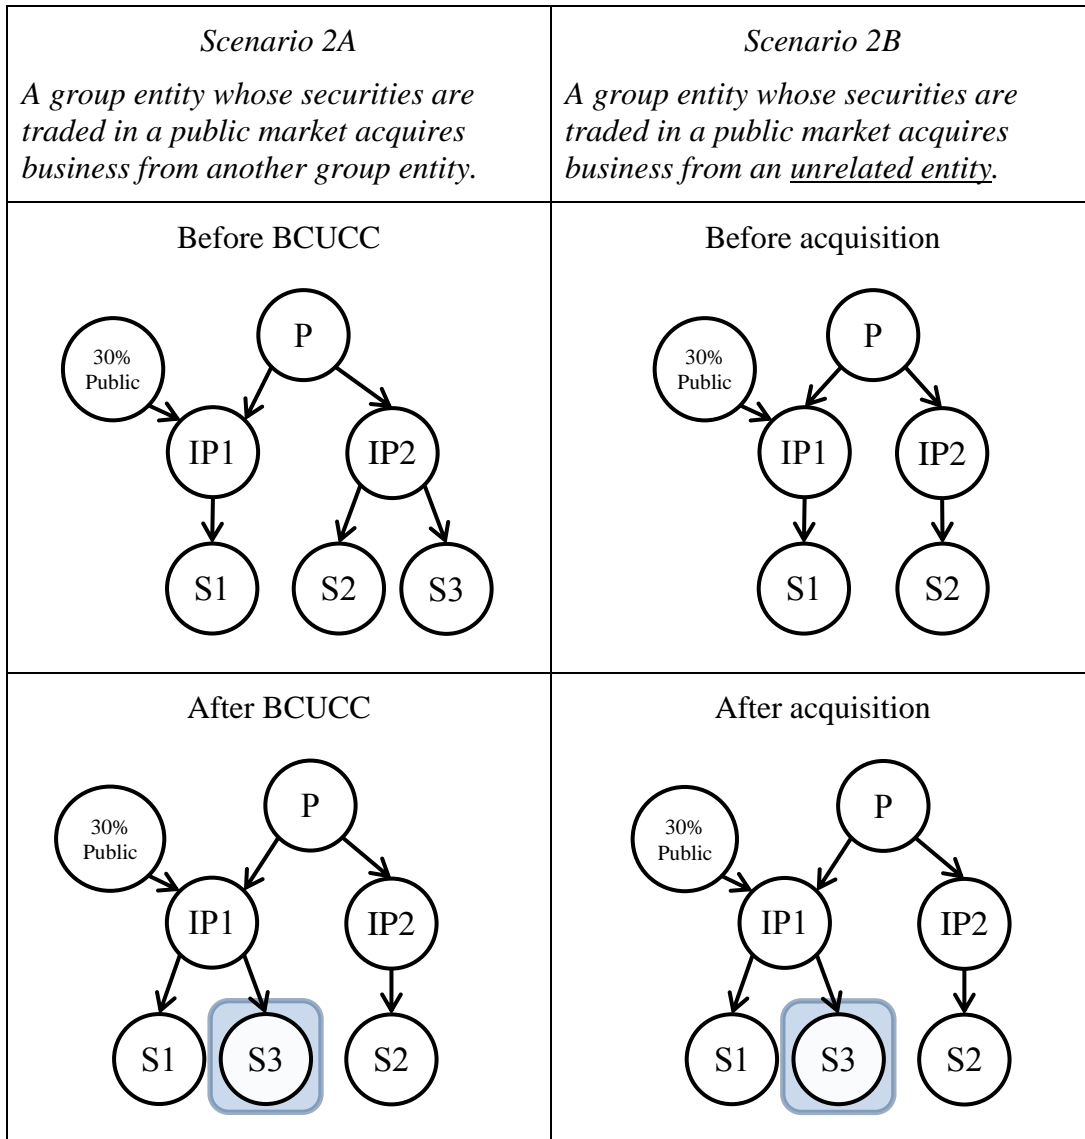 Scenario 2A
A group entity whose securities are
traded in a public market acquires
business from another group entity.
Scenario 2B
A group entity whose securities are
traded in a public market acquires
business from an unrelated entity.
Before BCUCC
30%
Public
P
IP1
IP2
S1
S2
S3
Before acquisition
30%
Public
P
IP1
IP2
S1
S2
After BCUCC
30%
Public
P
IP1
IP2
S1
S3
S2
After acquisition
30%
Public
P
IP1
IP2
S1
S3
S2